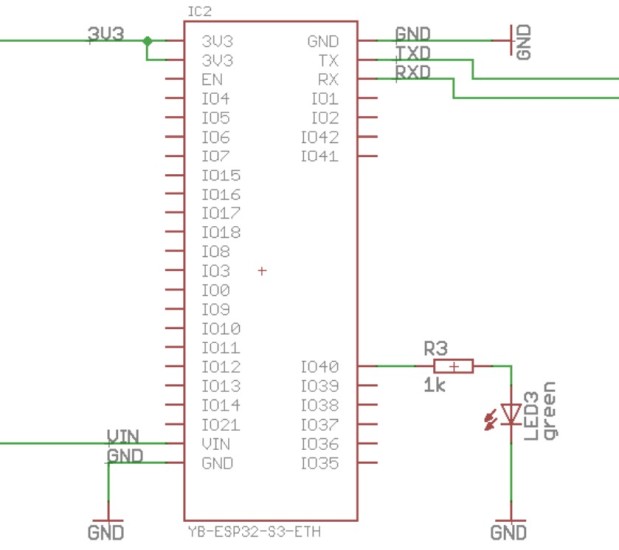 IC2
3V3
3V3 GND
GND
TXD
RXD
GND
3V3 TX
EN RX
IO4 IO1
IO5 IO2
IO6 IO42
IO7 IO41
IO15
IO16
IO17
IO18
IO8
IO3
IO0
IO9
IO10
IO11
IO12 IO40
R3
1k
IO13 IO39
IO14 IO38
IO21 IO37
LED3
green
VIN
VIN IO36
GND
GND IO35
GND
YB-ESP32-S3-ETH
GND